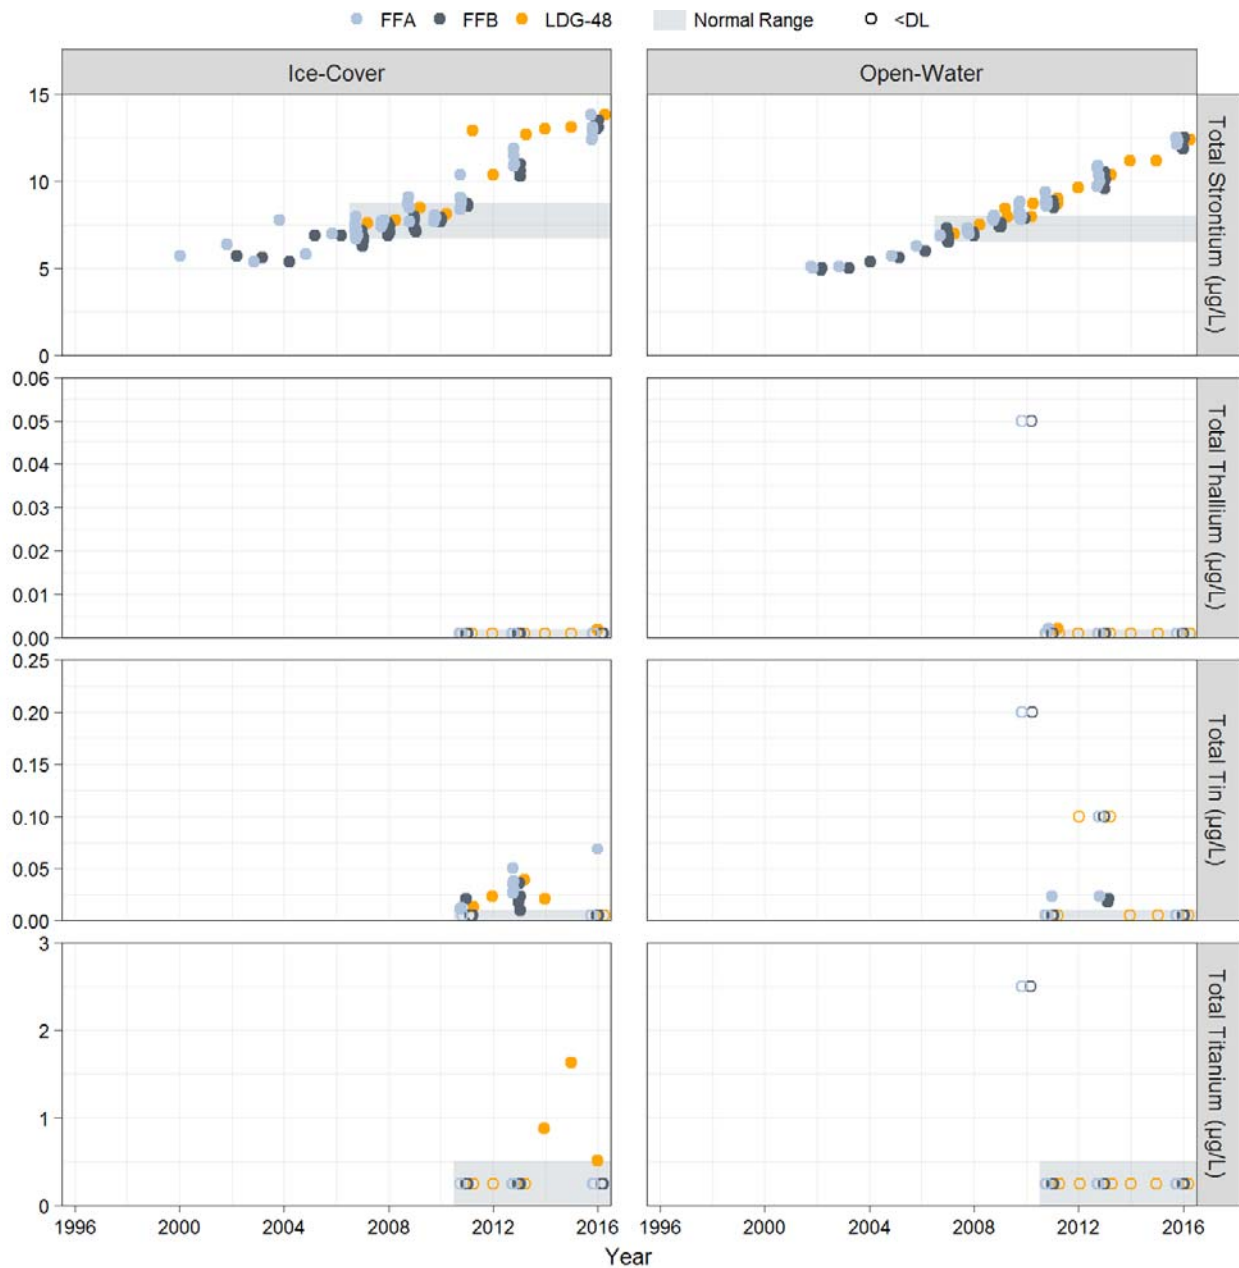 FFA FFB LDG-48 Normal Range <DL
Ice-Cover Open-Water
15
10
5
0
Total Strontium (µg/L)
0.06
0.05
0.04
0.03
0.02
0.01
0.00
Total Thallium (µg/L)
0.25
0.20
0.15
0.10
0.05
0.00
Total Tin (µg/L)
3
2
1
0
Total Titanium (µg/L)
1996 2000 2004 2008 2012 2016 1996 2000 2004 2008 2012 2016
Year